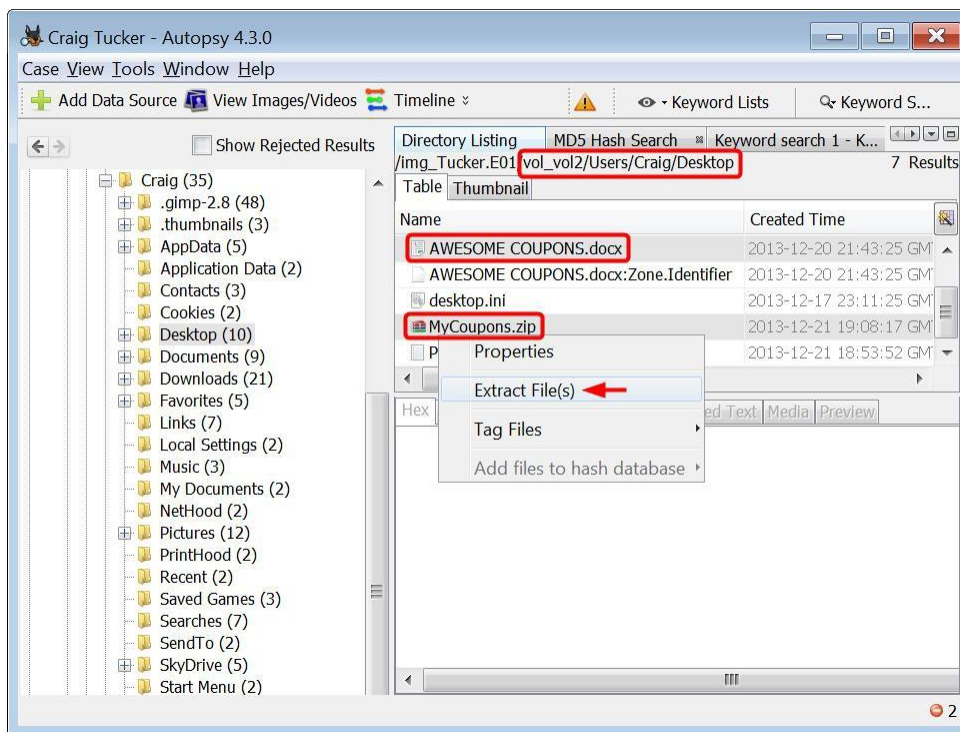 Craig Tucker - Autopsy 4.3.0
Case View Tools Window Help
Add Data Source View Images/Videos Timeline Keyword Lists Keyword S...
Show Rejected Results
Craig (35)
.gimp-2.8 (48)
.thumbnails (3)
AppData (5)
Application Data (2)
Contacts (3)
Cookies (2)
Desktop (10)
Documents (9)
Downloads (21)
Favorites (5)
Links (7)
Local Settings (2)
Music (3)
My Documents (2)
NetHood (2)
Pictures (12)
PrintHood (2)
Recent (2)
Saved Games (3)
Searches (7)
SendTo (2)
SkyDrive (5)
Start Menu (2)
Directory Listing MD5 Hash Search Keyword search 1 - K...
/img_Tucker.E01/vol_vol2/Users/Craig/Desktop 7 Results
Table Thumbnail
Name Created Time
AWESOME COUPONS.docx 2013-12-20 21:43:25 GM
AWESOME COUPONS.docx:Zone.Identifier 2013-12-20 21:43:25 GM
desktop.ini 2013-12-17 23:11:25 GM
MyCoupons.zip 2013-12-21 19:08:17 GM
P 2013-12-21 18:53:52 GM
Properties
Extract File(s)
Tag Files
Add files to hash database
Hex ed Text Media Preview
2